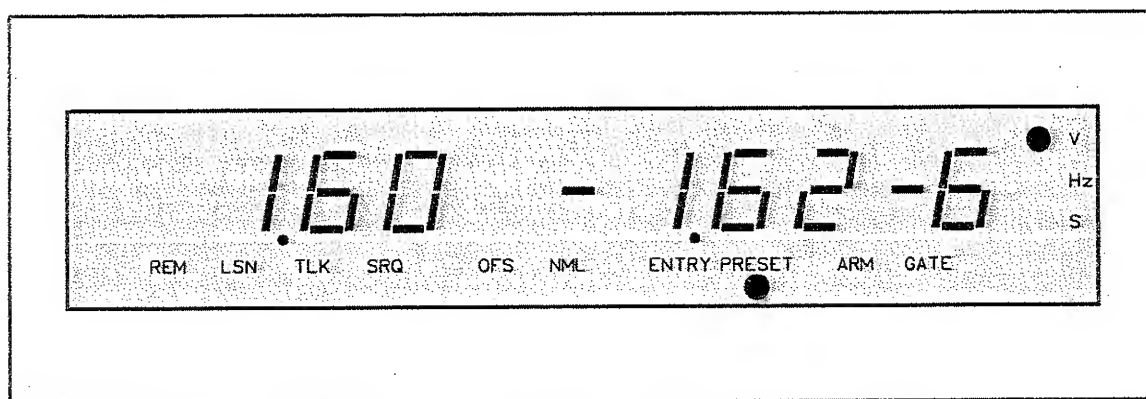 V
1.60 - 1.62-6
Hz
S
REM LSN TLK SRQ OFS NML ENTRY PRESET ARM GATE